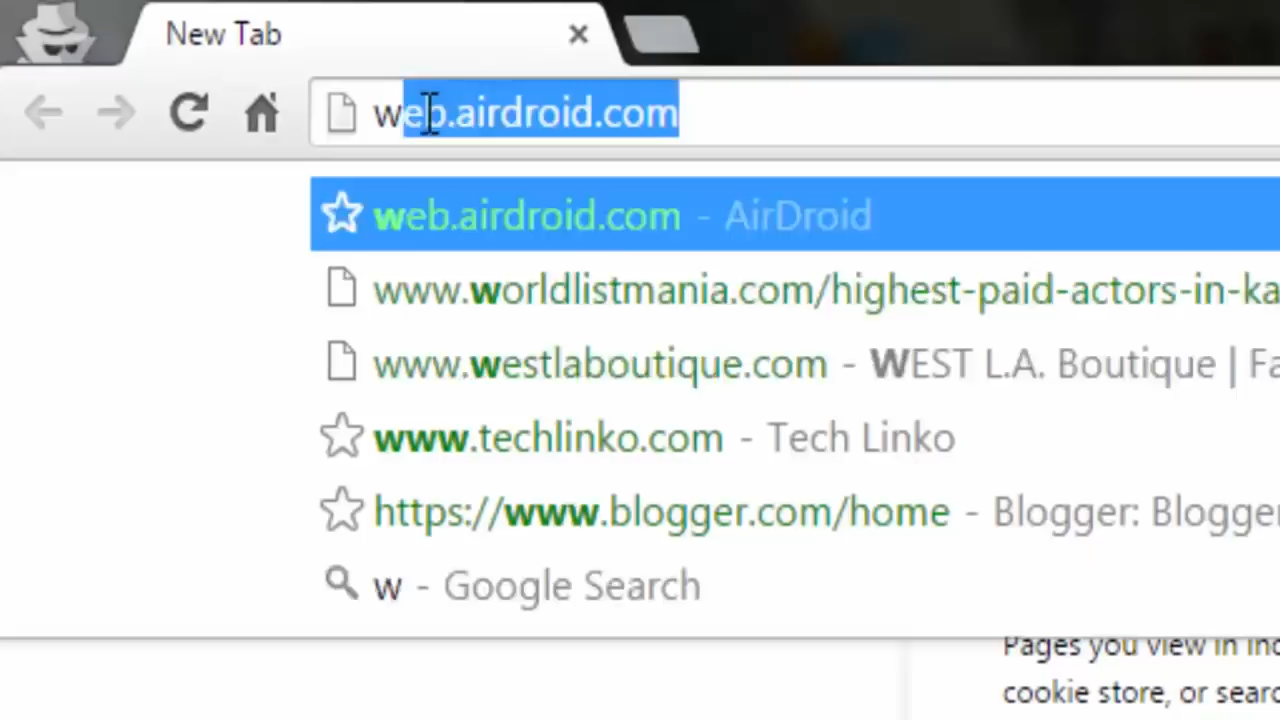 New Tab
web.airdroid.com
web.airdroid.com - AirDroid
www.worldlistmania.com/highest-paid-actors-in-ka
www.westlaboutique.com - WEST L.A. Boutique | Fa
www.techlinko.com - Tech Linko
https://www.blogger.com/home - Blogger: Blogger
w - Google Search
Pages you view in inc
cookie store, or searc